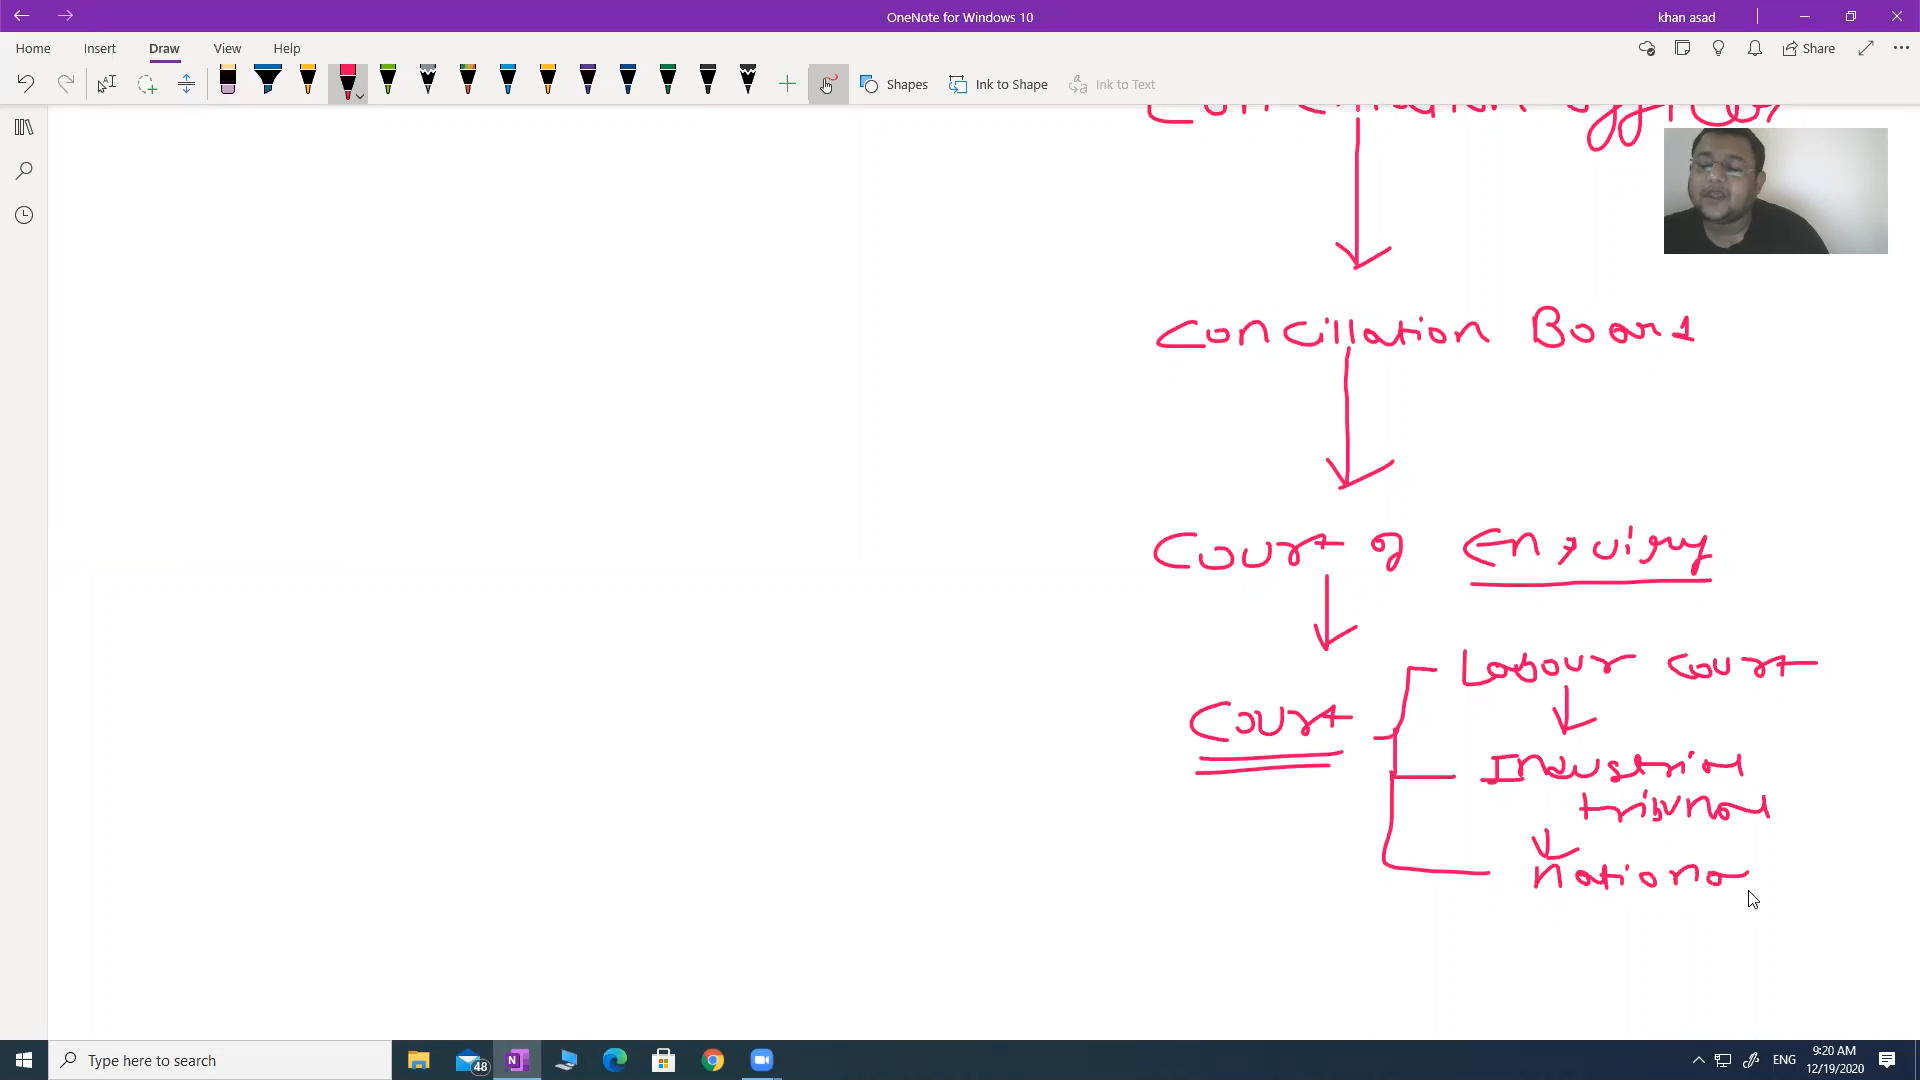 OneNote for Windows 10
khan asad
Home Insert Draw View Help
Share
Shapes Ink to Shape Ink to Text
Concillation Board
Court of Enquiry
Labour Court
Court
Industrial
tribunal
nationa
Type here to search
48
ENG
9:20 AM
12/19/2020